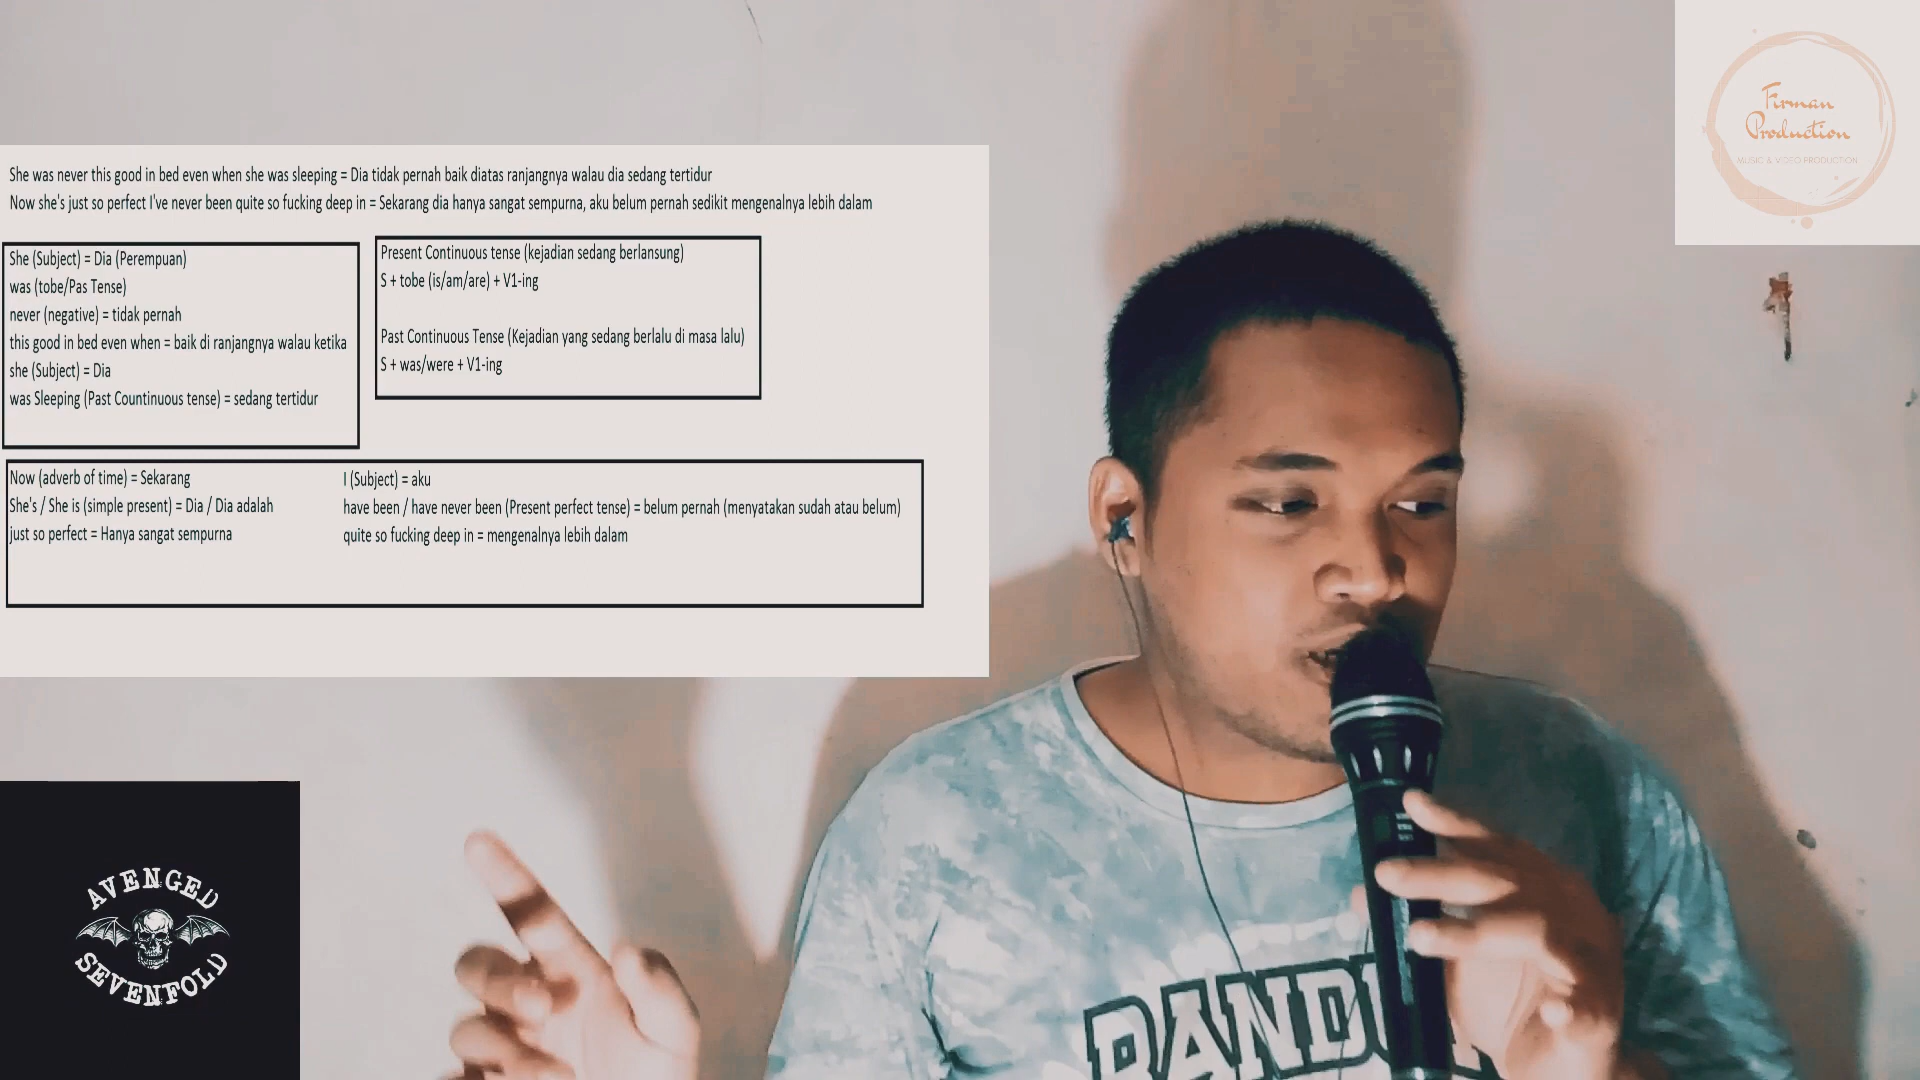 She was never this good in bed even when she was sleeping = Dia tidak pernah baik diatas ranjangnya walau dia sedang tertidur
Now she's just so perfect I've never been quite so fucking deep in = Sekarang dia hanya sangat sempurna, aku belum pernah sedikit mengenalnya lebih dalam
She (Subject) = Dia (Perempuan)
was (tobe/Pas Tense)
never (negative) = tidak pernah
this good in bed even when = baik di ranjangnya walau ketika
she (Subject) = Dia
was Sleeping (Past Countinuous tense) = sedang tertidur
Present Continuous tense (kejadian sedang berlansung)
S + tobe (is/am/are) + V1-ing
Past Continuous Tense (Kejadian yang sedang berlalu di masa lalu)
S + was/were + V1-ing
Now (adverb of time) = Sekarang
She's / She is (simple present) = Dia / Dia adalah
just so perfect = Hanya sangat sempurna
I (Subject) = aku
have been / have never been (Present perfect tense) = belum pernah (menyatakan sudah atau belum)
quite so fucking deep in = mengenalnya lebih dalam
Firman
Production
MUSIC & VIDEO PRODUCTION
AVENGED
SEVENFOLD